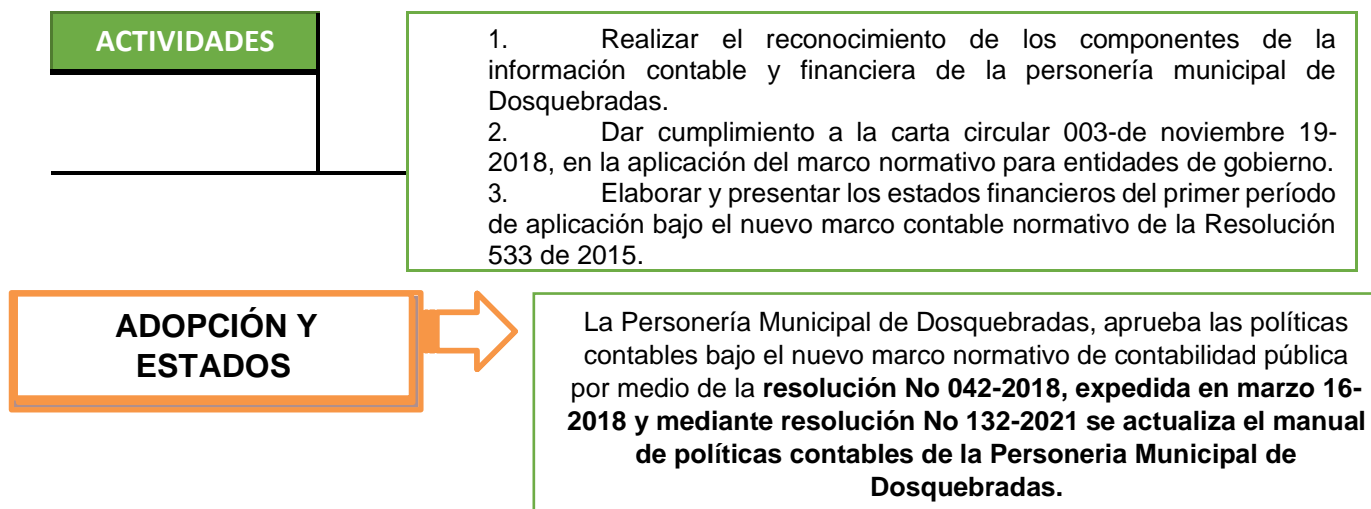 ACTIVIDADES
1. Realizar el reconocimiento de los componentes de la
información contable y financiera de la personería municipal de
Dosquebradas.
2. Dar cumplimiento a la carta circular 003-de noviembre 19-
2018, en la aplicación del marco normativo para entidades de gobierno.
3. Elaborar y presentar los estados financieros del primer período
de aplicación bajo el nuevo marco contable normativo de la Resolución
533 de 2015.
ADOPCIÓN Y
ESTADOS
La Personería Municipal de Dosquebradas, aprueba las políticas
contables bajo el nuevo marco normativo de contabilidad pública
por medio de la resolución No 042-2018, expedida en marzo 16-
2018 y mediante resolución No 132-2021 se actualiza el manual
de políticas contables de la Personeria Municipal de
Dosquebradas.